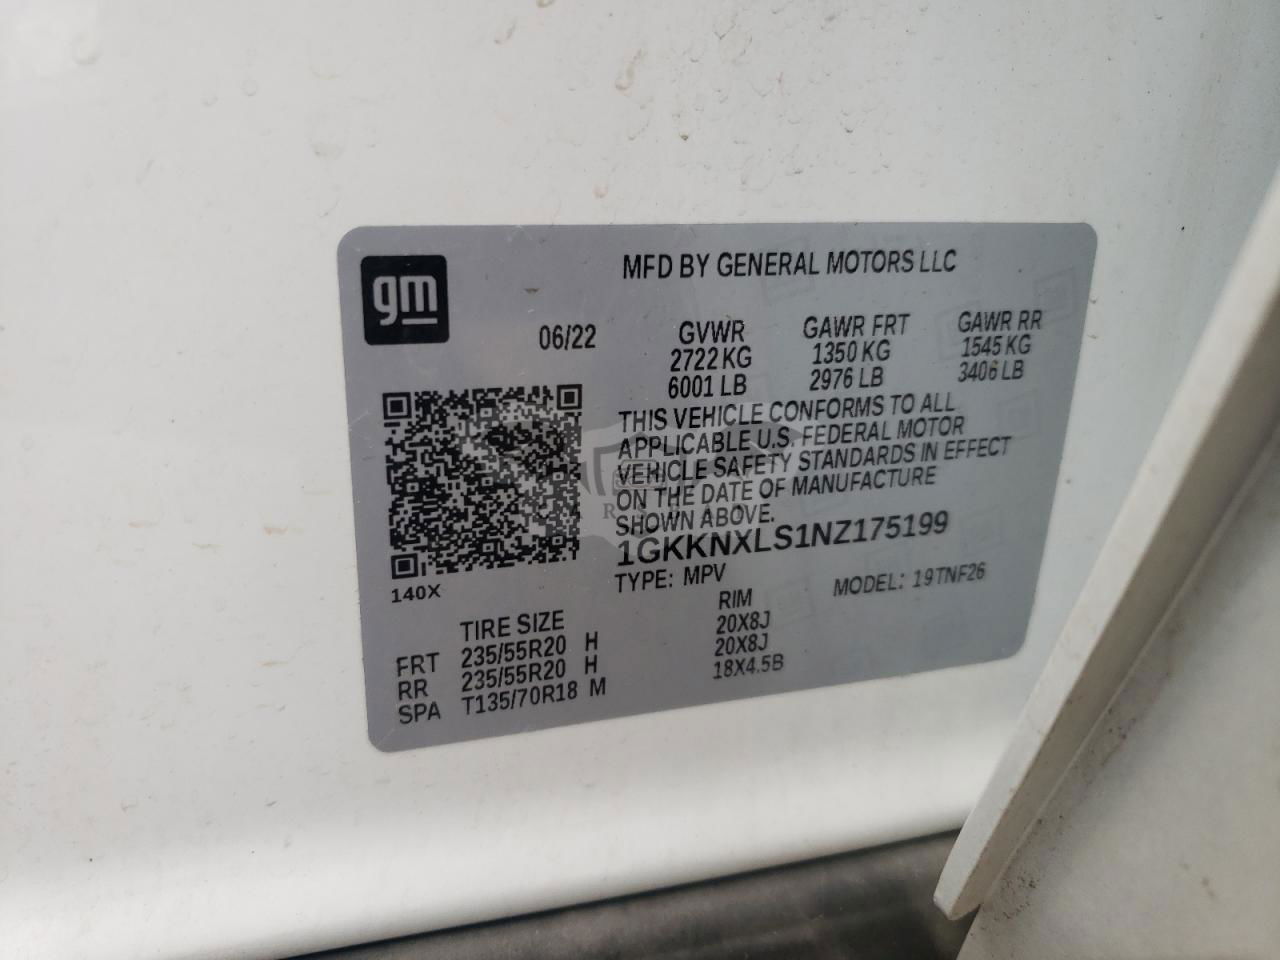 gm
MFD BY GENERAL MOTORS LLC
06/22 GVWR GAWR FRT GAWR RR
2722 KG 1350 KG 1545 KG
6001 LB 2976 LB 3406 LB
THIS VEHICLE CONFORMS TO ALL
APPLICABLE U.S. FEDERAL MOTOR
VEHICLE SAFETY STANDARDS IN EFFECT
ON THE DATE OF MANUFACTURE
SHOWN ABOVE.
1GKKNXLS1NZ175199
TYPE: MPV MODEL: 19TNF26
140X
TIRE SIZE RIM
FRT 235/55R20 H 20X8J
RR 235/55R20 H 20X8J
SPA T135/70R18 M 18X4.5B